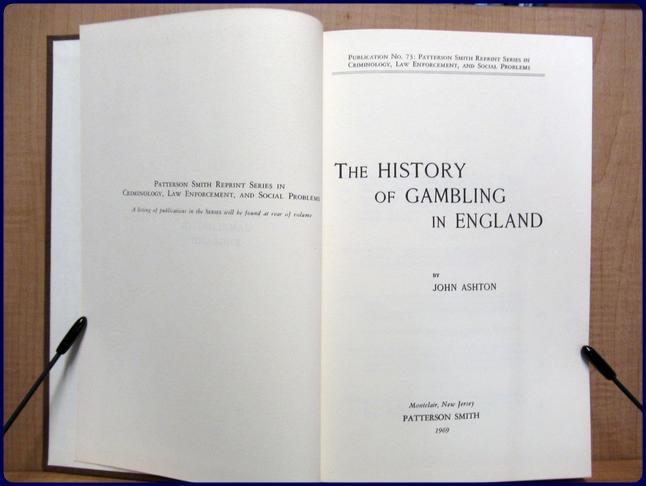 PATTERSON SMITH REPRINT SERIES IN
CRIMINOLOGY, LAW ENFORCEMENT, AND SOCIAL PROBLEMS
A listing of publications in the SERIES will be found at rear of volume
PUBLICATION NO. 73: PATTERSON SMITH REPRINT SERIES IN
CRIMINOLOGY, LAW ENFORCEMENT, AND SOCIAL PROBLEMS
THE HISTORY
OF GAMBLING
IN ENGLAND
BY
JOHN ASHTON
Montclair, New Jersey
PATTERSON SMITH
1969